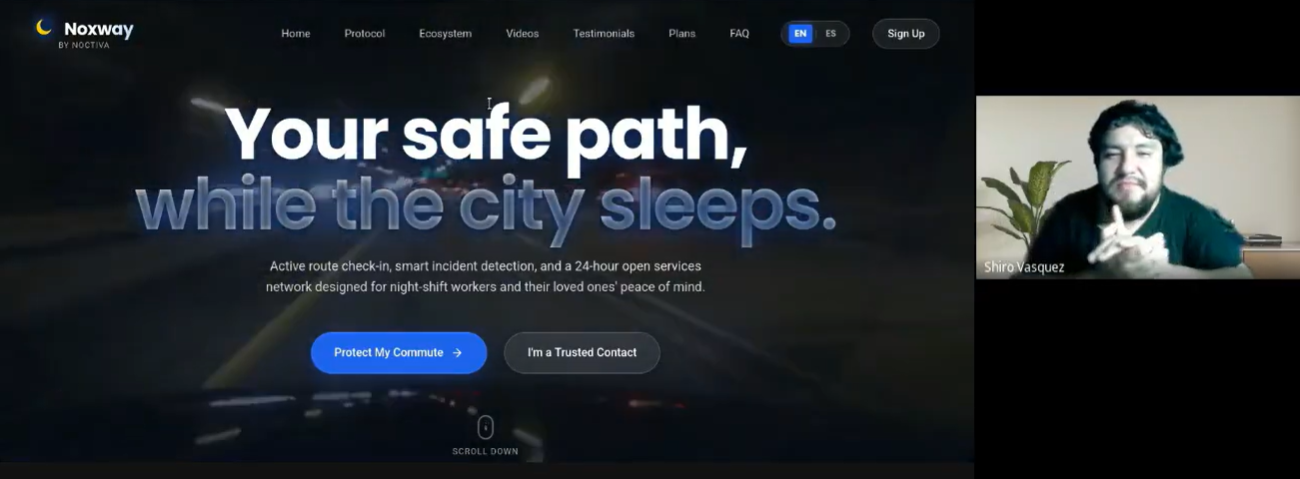 Noxway
BY NOCTIVA
Home Protocol Ecosystem Videos Testimonials Plans FAQ EN ES Sign Up
Your safe path,
while the city sleeps.
Active route check-in, smart incident detection, and a 24-hour open services
network designed for night-shift workers and their loved ones' peace of mind.
Protect My Commute → I'm a Trusted Contact
SCROLL DOWN
Shiro Vasquez